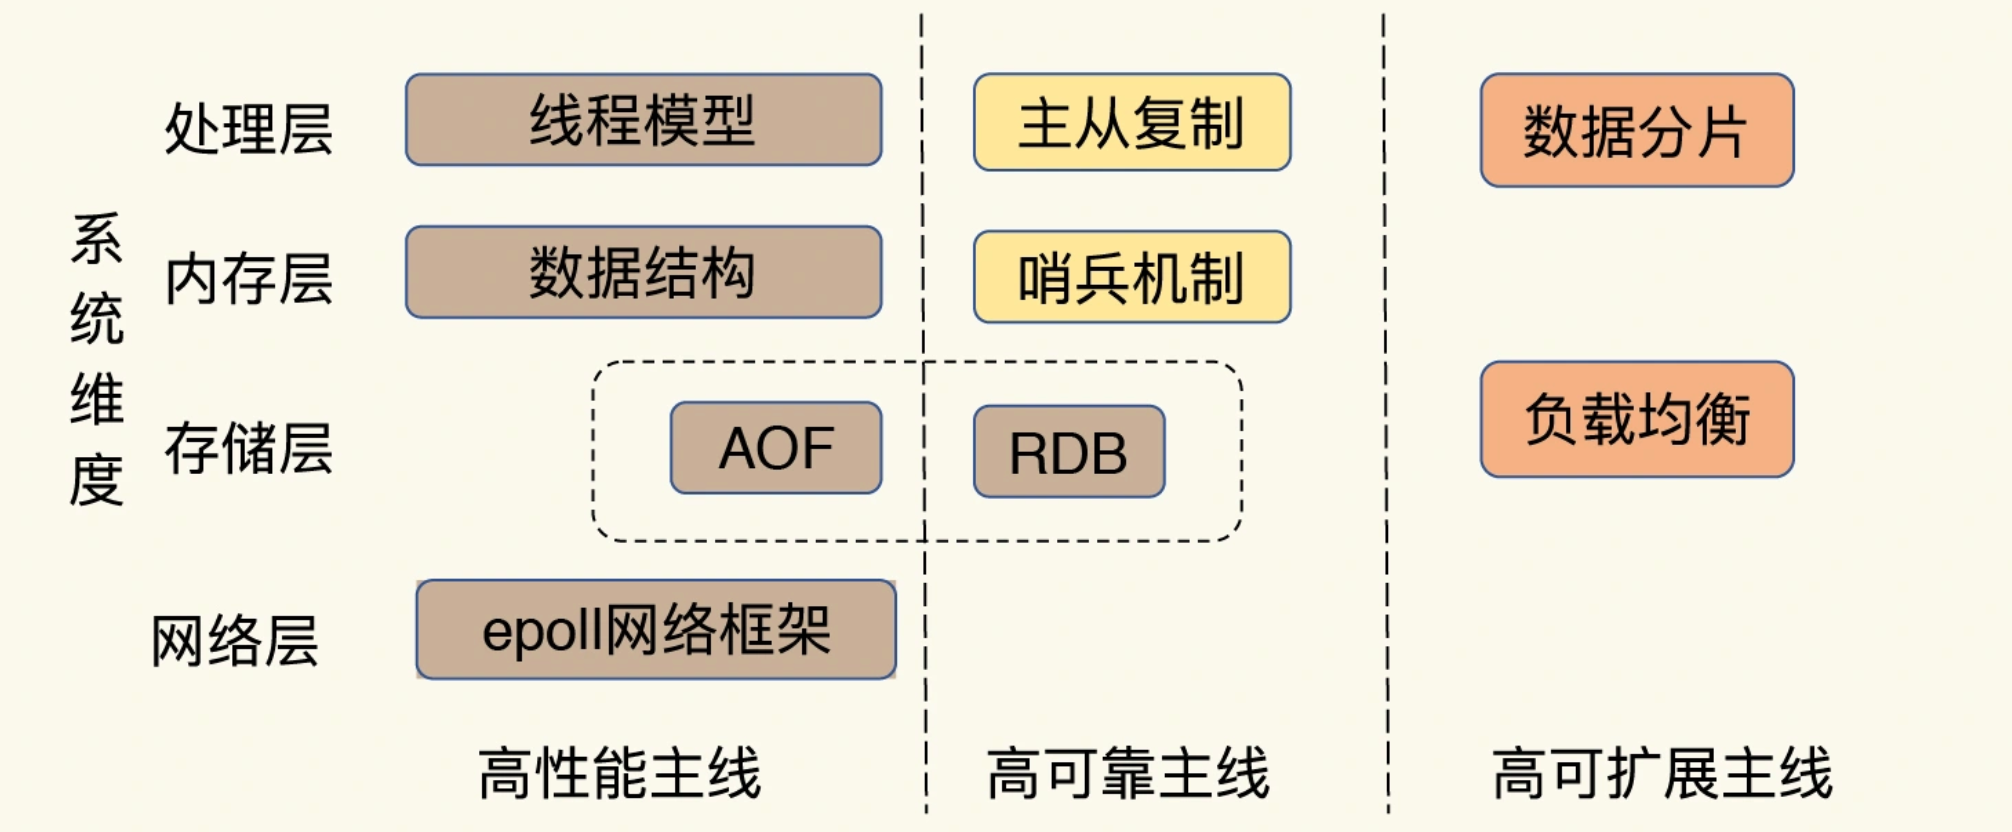 处理层
线程模型
主从复制
数据分片
系统维度
内存层
数据结构
哨兵机制
存储层
AOF
RDB
负载均衡
网络层
epoll网络框架
高性能主线
高可靠主线
高可扩展主线